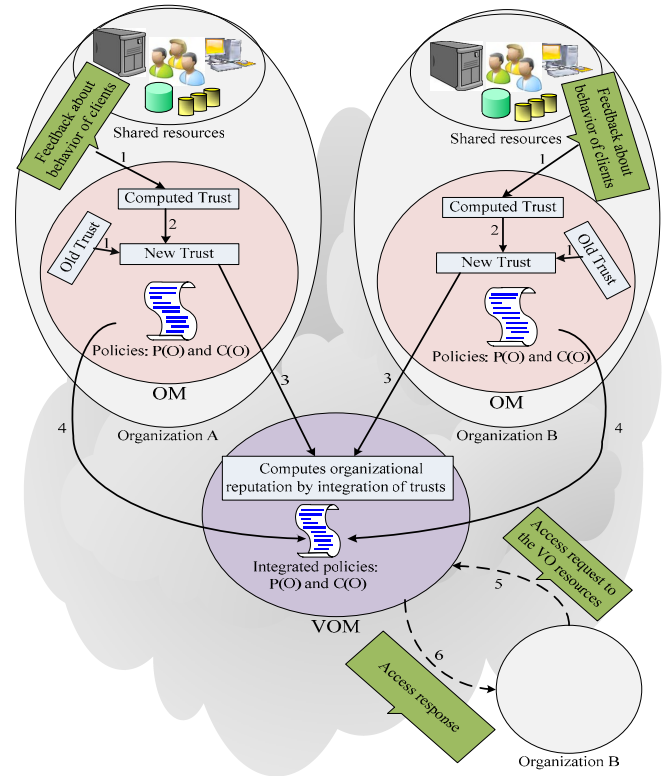 Shared resources
Feedback about
behavior of clients
1
Computed Trust
2
Old Trust
1
New Trust
Policies: P(O) and C(O)
OM
3
4
Organization A
Shared resources
Feedback about
behavior of clients
1
Computed Trust
2
New Trust
1
Old Trust
Policies: P(O) and C(O)
OM
3
4
Organization B
Computes organizational
reputation by integration of trusts
Integrated policies:
P(O) and C(O)
VOM
Access request to
the VO resources
5
6
Access response
Organization B